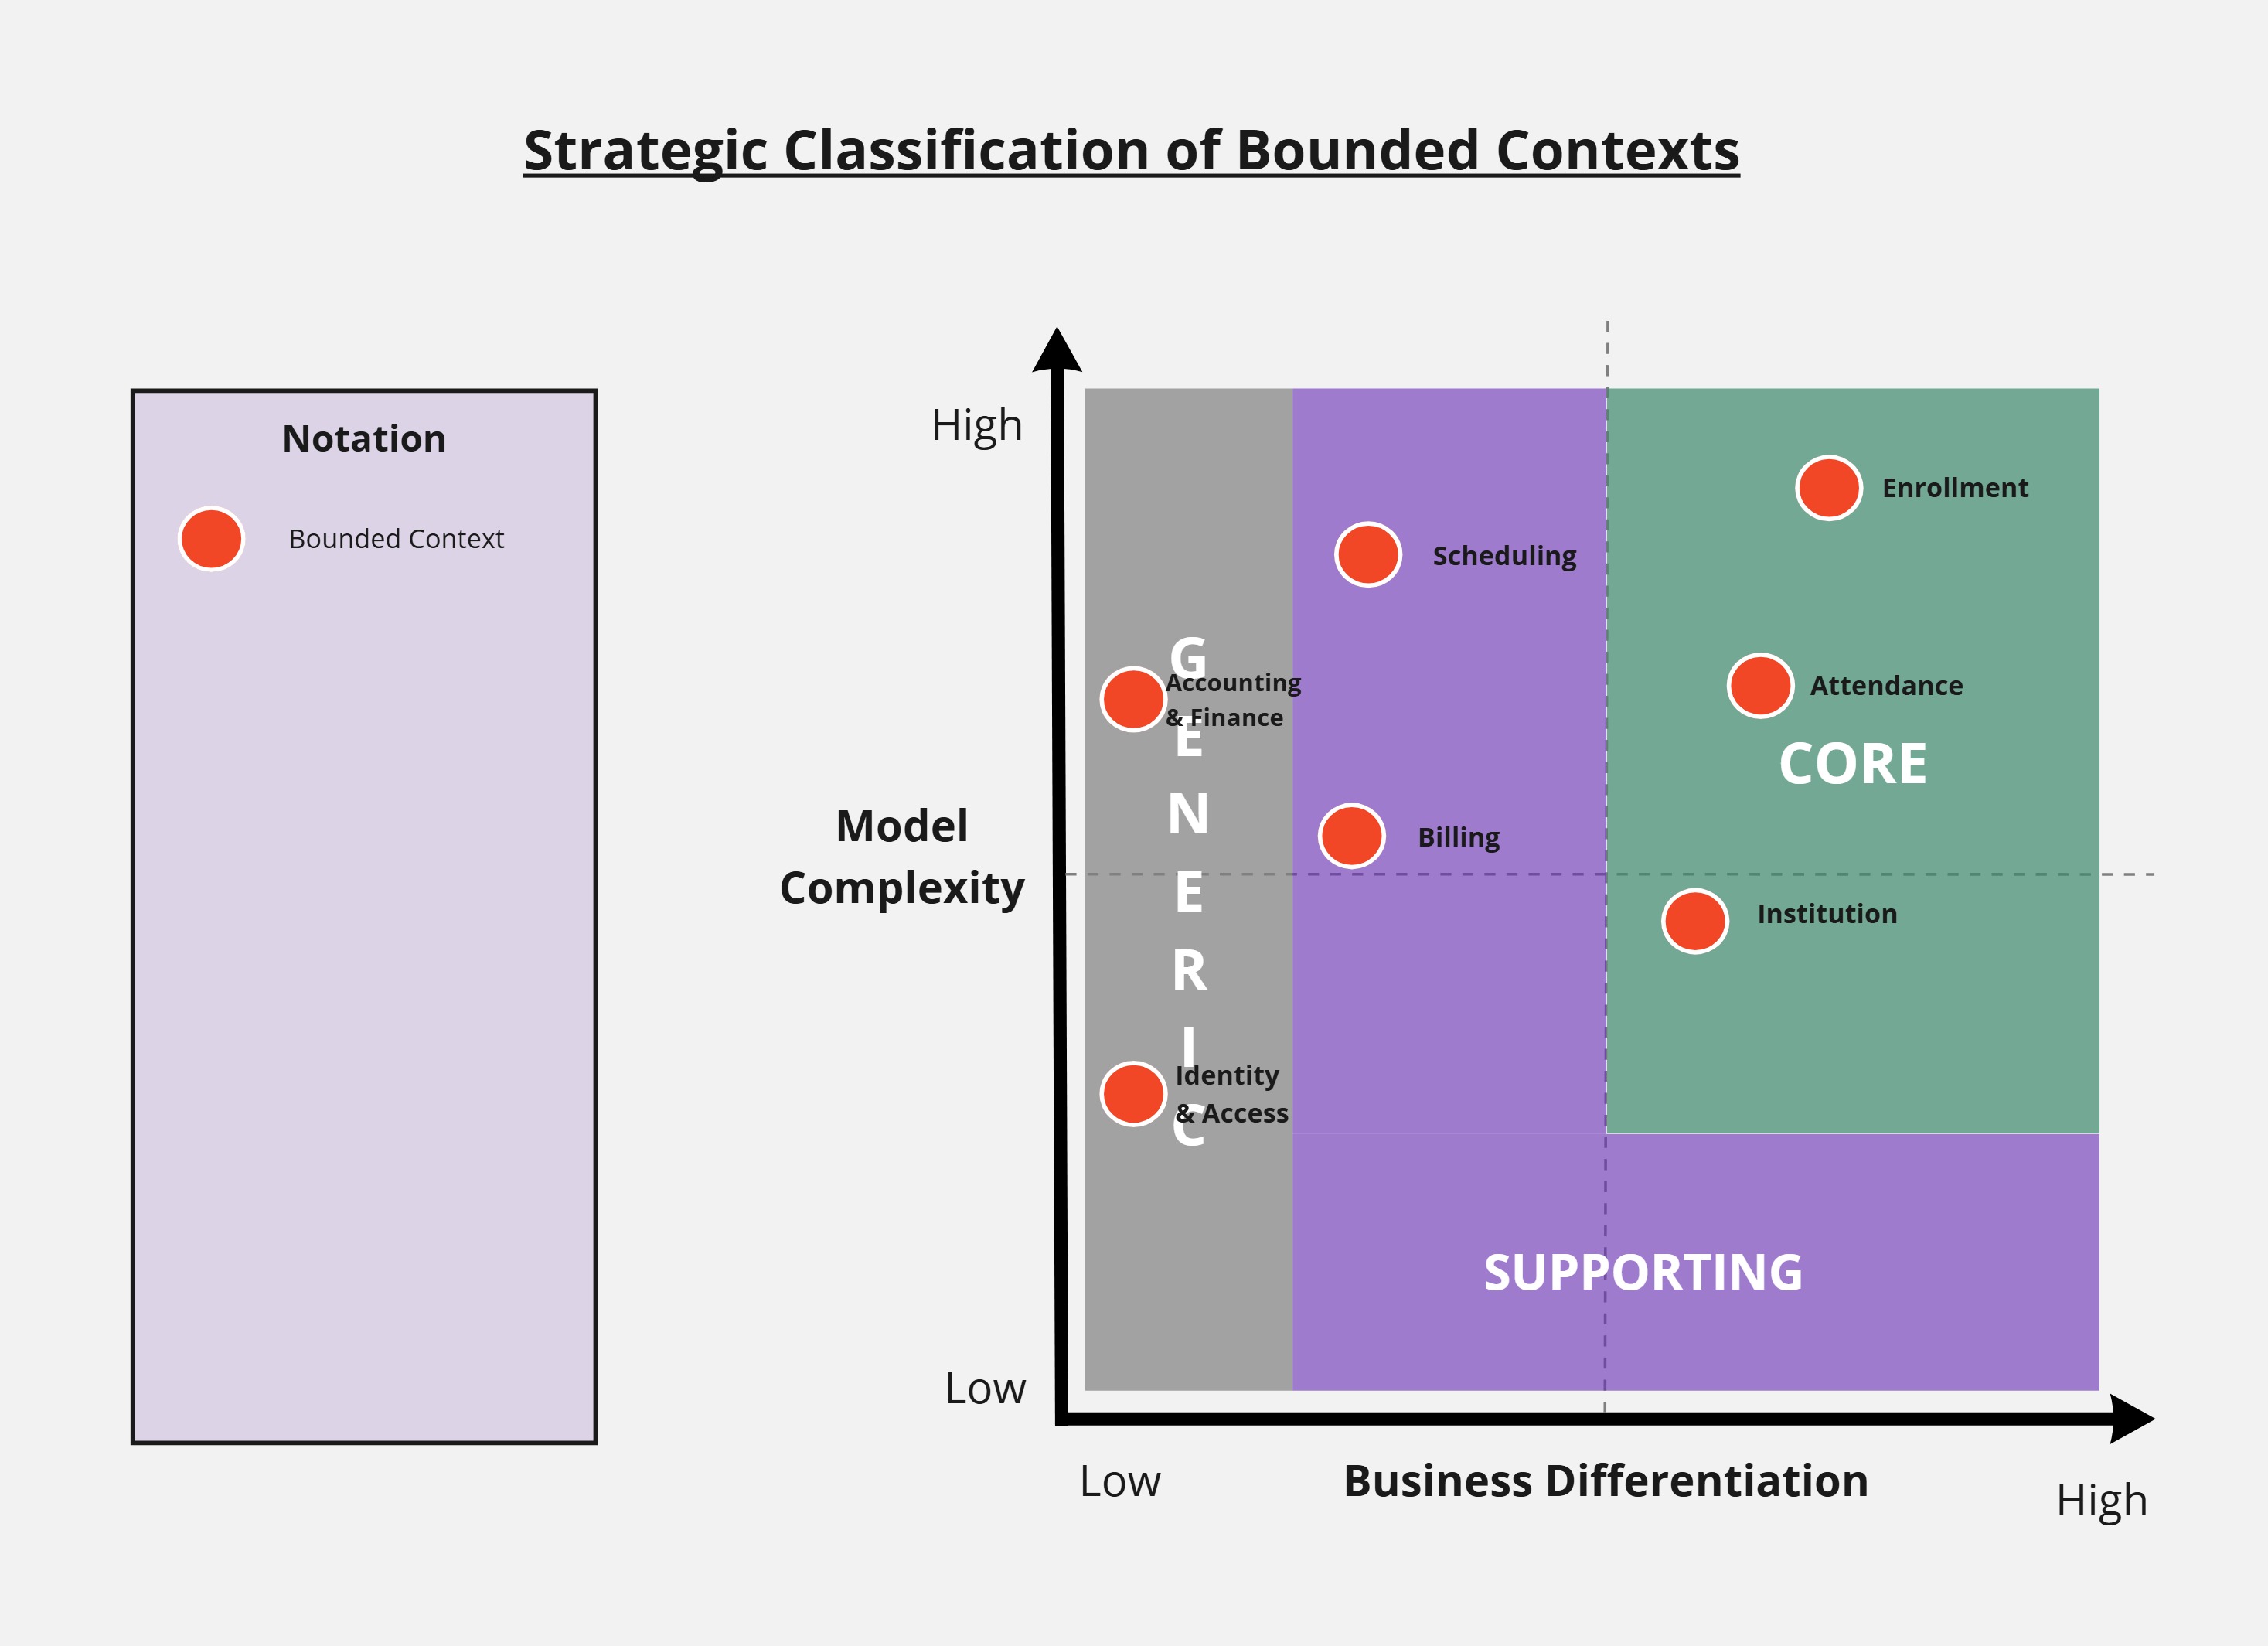 Strategic Classification of Bounded Contexts
Notation
Bounded Context
High
Model
Complexity
Low
G
E
N
E
R
I
C
Accounting
& Finance
Identity
& Access
Scheduling
Billing
Enrollment
Attendance
CORE
Institution
SUPPORTING
Low
Business Differentiation
High